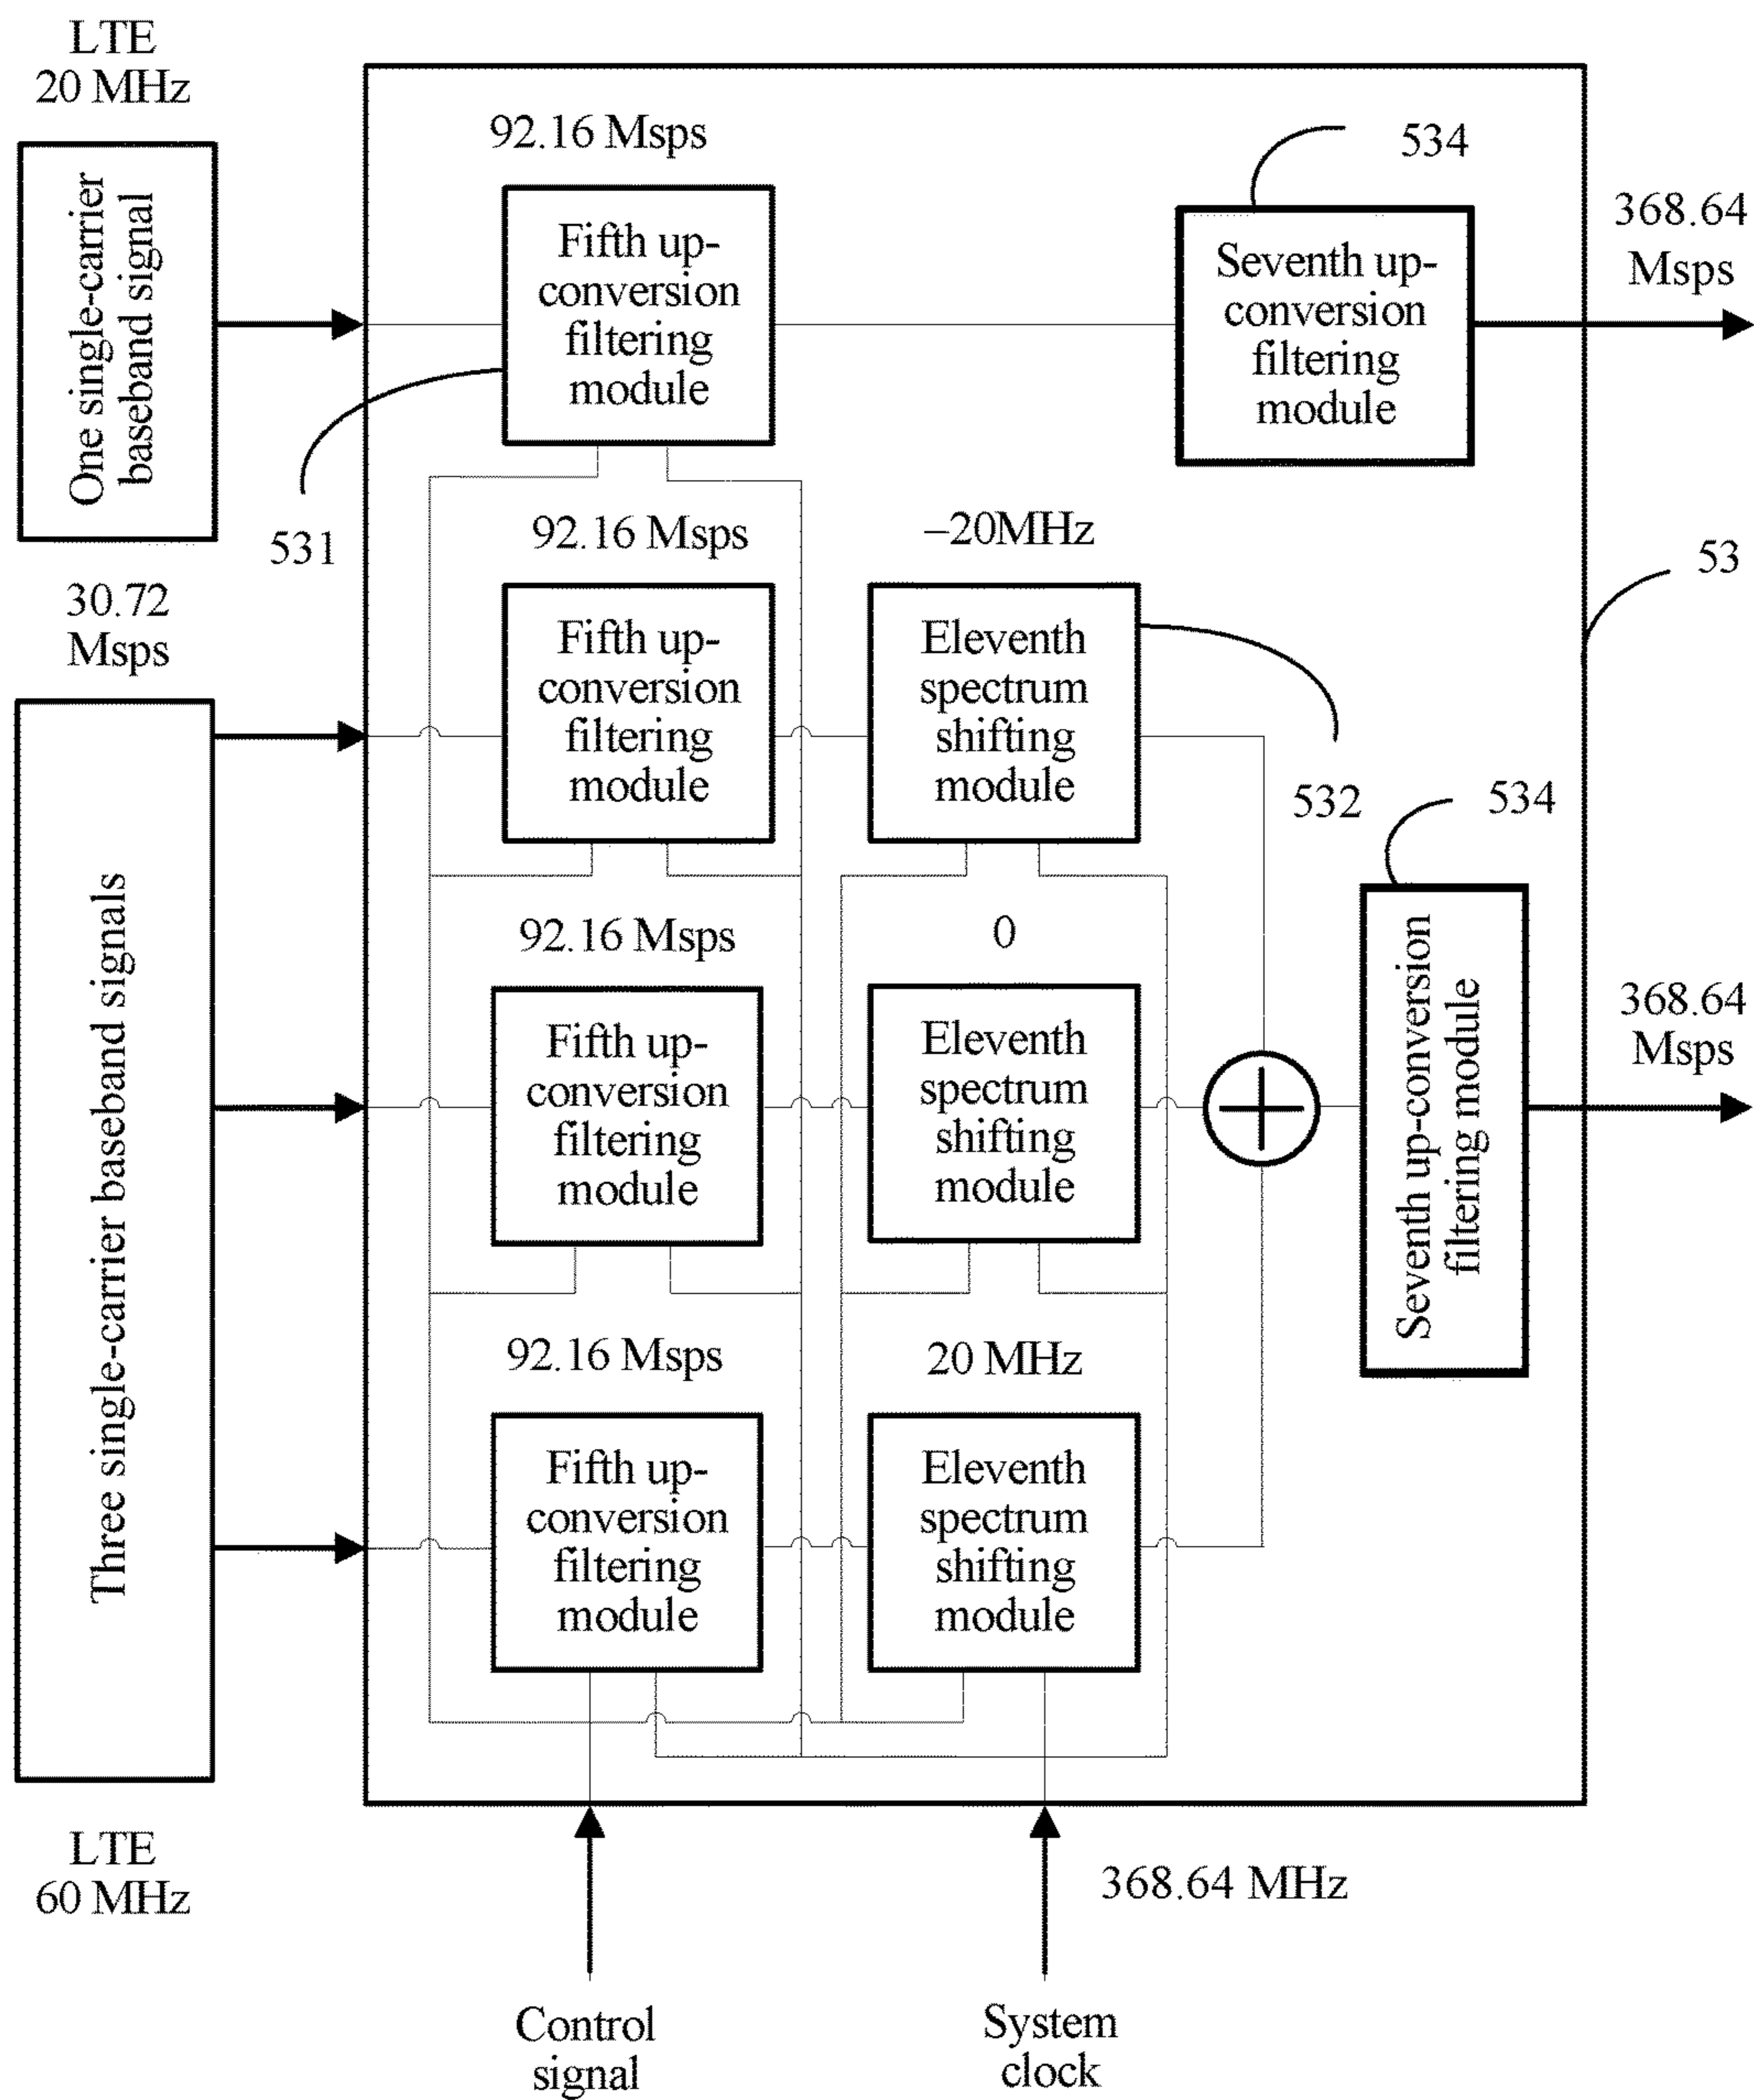 LTE
20 MHz
One single-carrier
baseband signal
92.16 Msps
Fifth up-
conversion
filtering
module
531
534
Seventh up-
conversion
filtering
module
368.64
Msps
30.72
Msps
92.16 Msps
Fifth up-
conversion
filtering
module
–20MHz
Eleventh
spectrum
shifting
module
532
53
534
Three single-carrier baseband signals
92.16 Msps
Fifth up-
conversion
filtering
module
0
Eleventh
spectrum
shifting
module
Seventh up-conversion
filtering module
368.64
Msps
92.16 Msps
Fifth up-
conversion
filtering
module
20 MHz
Eleventh
spectrum
shifting
module
LTE
60 MHz
368.64 MHz
Control
signal
System
clock